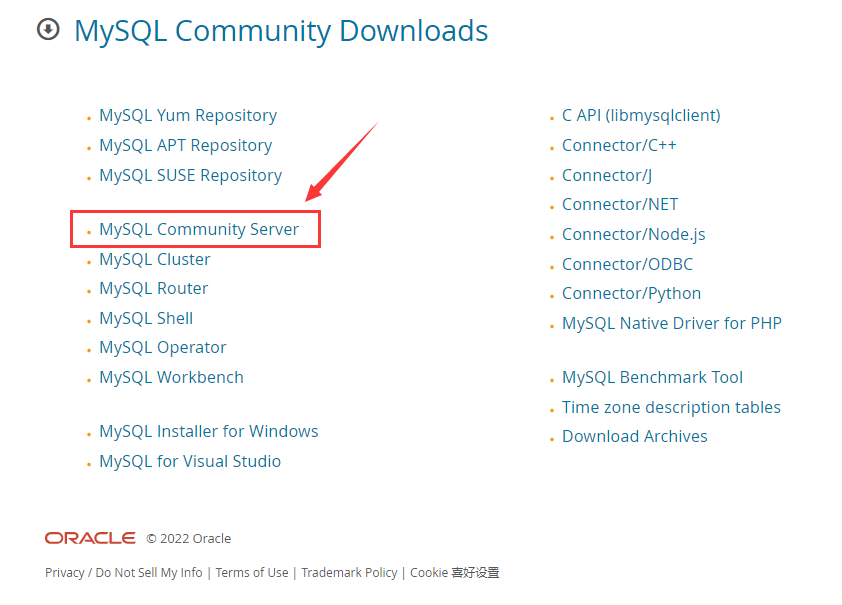 MySQL Community Downloads
MySQL Yum Repository
MySQL APT Repository
MySQL SUSE Repository
MySQL Community Server
MySQL Cluster
MySQL Router
MySQL Shell
MySQL Operator
MySQL Workbench
MySQL Installer for Windows
MySQL for Visual Studio
C API (libmysqlclient)
Connector/C++
Connector/J
Connector/NET
Connector/Node.js
Connector/ODBC
Connector/Python
MySQL Native Driver for PHP
MySQL Benchmark Tool
Time zone description tables
Download Archives
ORACLE © 2022 Oracle
Privacy / Do Not Sell My Info | Terms of Use | Trademark Policy | Cookie 喜好设置